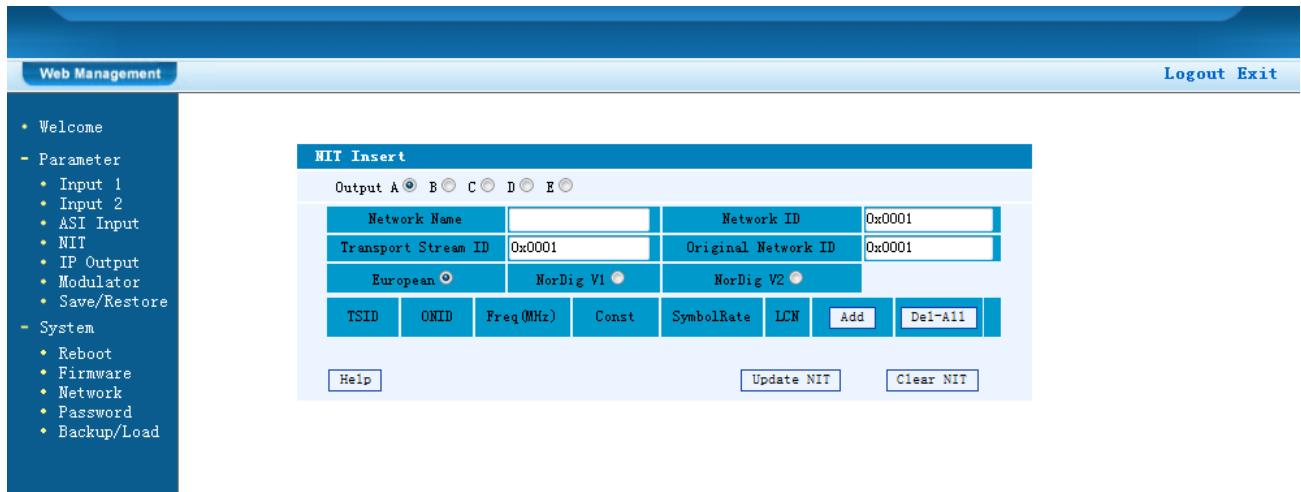 Web Management
Logout Exit
Welcome
Parameter
Input 1
Input 2
ASI Input
NIT
IP Output
Modulator
Save/Restore
System
Reboot
Firmware
Network
Password
Backup/Load
NIT Insert
Output A B C D E
Network Name Network ID 0x0001
Transport Stream ID 0x0001 Original Network ID 0x0001
European NorDig V1 NorDig V2
TSID ONID Freq(MHz) Const SymbolRate LCN Add Del-All
Help Update NIT Clear NIT